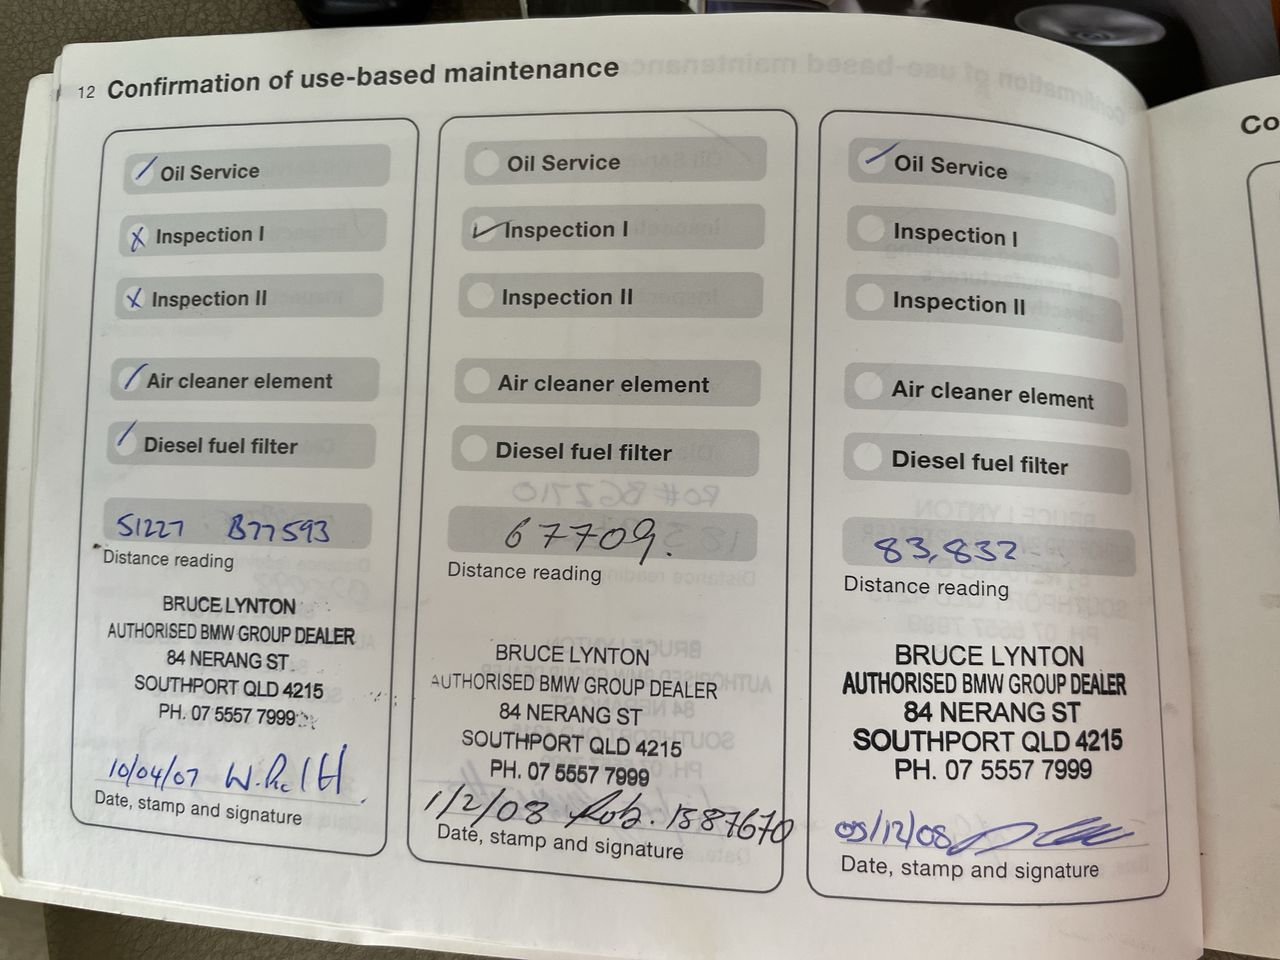 12 Confirmation of use-based maintenance
Oil Service
Inspection I
Inspection II
Air cleaner element
Diesel fuel filter
51227 B77593
Distance reading
BRUCE LYNTON
AUTHORISED BMW GROUP DEALER
84 NERANG ST
SOUTHPORT QLD 4215
PH. 07 5557 7999
10/04/07
Date, stamp and signature
Oil Service
Inspection I
Inspection II
Air cleaner element
Diesel fuel filter
67709.
Distance reading
BRUCE LYNTON
AUTHORISED BMW GROUP DEALER
84 NERANG ST
SOUTHPORT QLD 4215
PH. 07 5557 7999
1/2/08 Rob. 1387670
Date, stamp and signature
Oil Service
Inspection I
Inspection II
Air cleaner element
Diesel fuel filter
83,832
Distance reading
BRUCE LYNTON
AUTHORISED BMW GROUP DEALER
84 NERANG ST
SOUTHPORT QLD 4215
PH. 07 5557 7999
05/12/08
Date, stamp and signature
Co